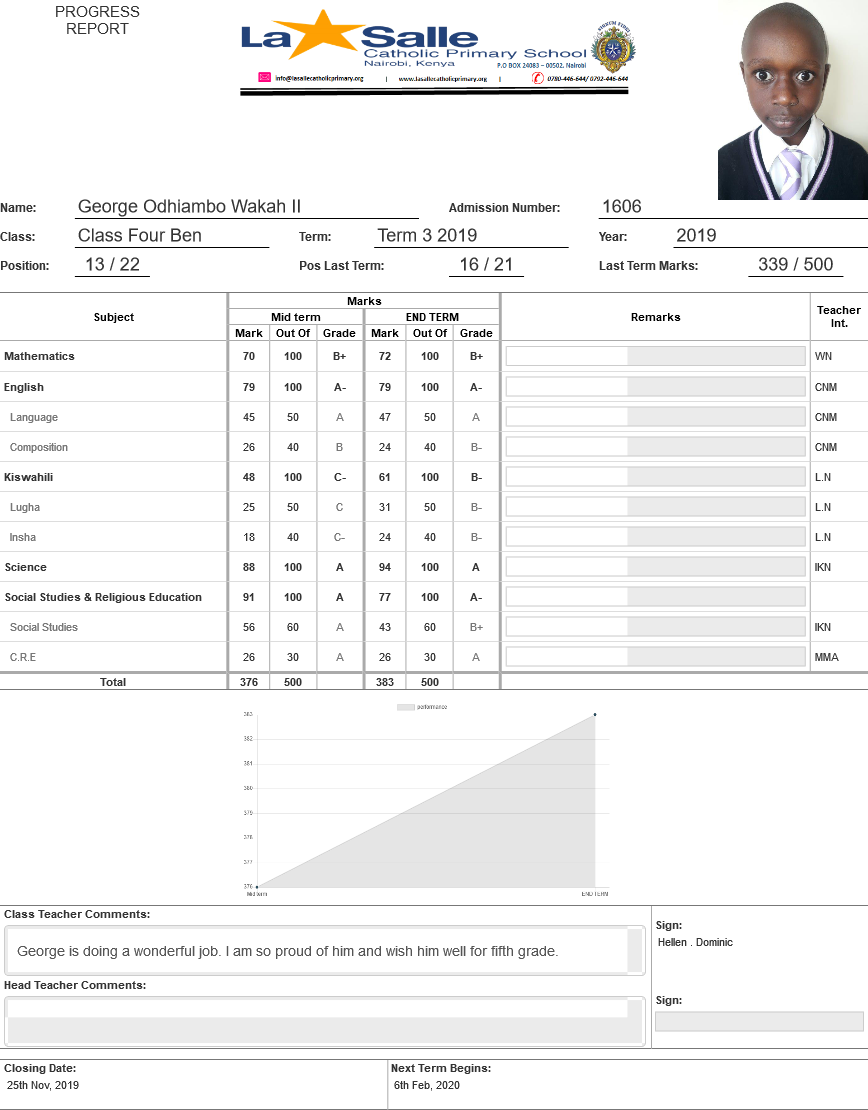 PROGRESS
REPORT
La Salle
Catholic Primary School
Nairobi, Kenya
P.O BOX 24083 – 00502, Nairobi
info@lasallecatholicprimary.org | www.lasallecatholicprimary.org | 0780-446-644/ 0792-446-644
Name: George Odhiambo Wakah II Admission Number: 1606
Class: Class Four Ben Term: Term 3 2019 Year: 2019
Position: 13 / 22 Pos Last Term: 16 / 21 Last Term Marks: 339 / 500
Marks
Subject Mid term END TERM Remarks Teacher Int.
Mark Out Of Grade Mark Out Of Grade
Mathematics 70 100 B+ 72 100 B+ WN
English 79 100 A- 79 100 A- CNM
Language 45 50 A 47 50 A CNM
Composition 26 40 B 24 40 B- CNM
Kiswahili 48 100 C- 61 100 B- L.N
Lugha 25 50 C 31 50 B- L.N
Insha 18 40 C- 24 40 B- L.N
Science 88 100 A 94 100 A IKN
Social Studies & Religious Education 91 100 A 77 100 A-
Social Studies 56 60 A 43 60 B+ IKN
C.R.E 26 30 A 26 30 A MMA
Total 376 500 383 500
performance
383
382
381
380
379
378
377
376
Mid term END TERM
Class Teacher Comments:
George is doing a wonderful job. I am so proud of him and wish him well for fifth grade.
Sign:
Hellen . Dominic
Head Teacher Comments:
Sign:
Closing Date: Next Term Begins:
25th Nov, 2019 6th Feb, 2020